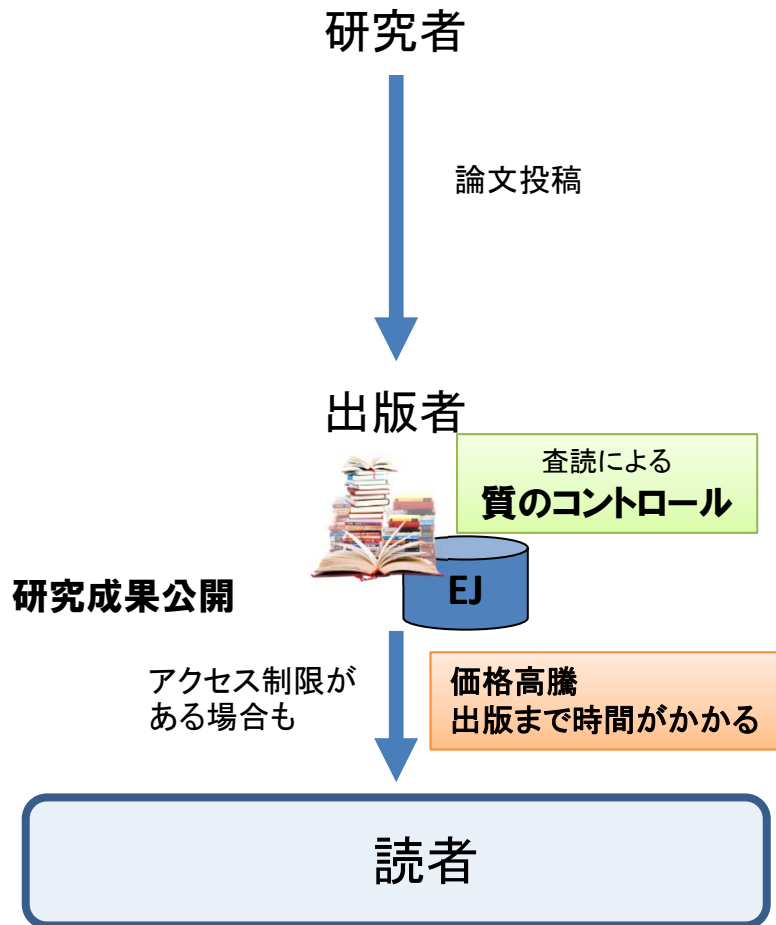 研究者
論文投稿
出版者
査読による
質のコントロール
EJ
研究成果公開
アクセス制限が
ある場合も
価格高騰
出版まで時間がかかる
読者